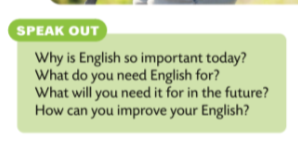 SPEAK OUT
Why is English so important today?
What do you need English for?
What will you need it for in the future?
How can you improve your English?